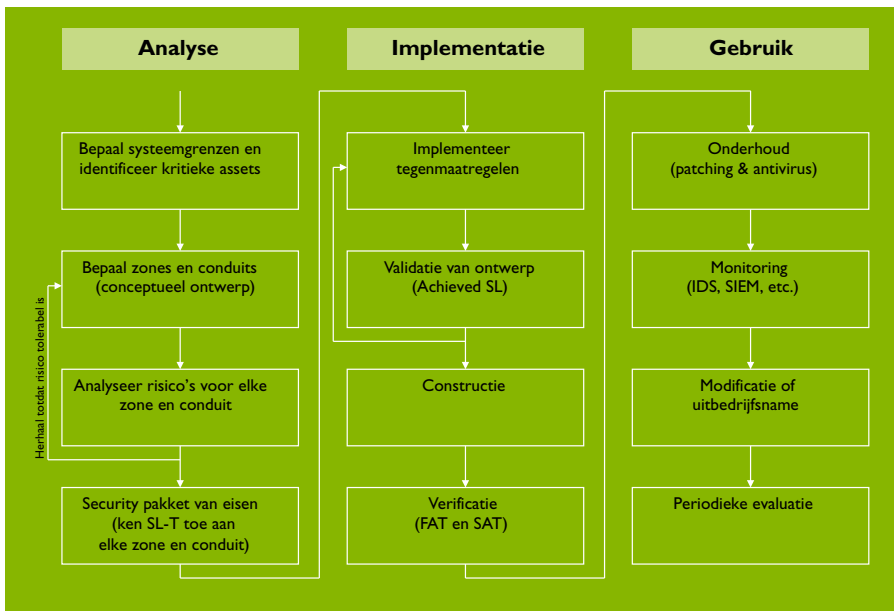 Analyse
Bepaal systeemgrenzen en
identificeer kritieke assets
Bepaal zones en conduits
(conceptueel ontwerp)
Herhaal totdat risico tolerabel is
Analyseer risico's voor elke
zone en conduit
Security pakket van eisen
(ken SL-T toe aan
elke zone en conduit)
Implementatie
Implementeer
tegenmaatregelen
Validatie van ontwerp
(Achieved SL)
Constructie
Verificatie
(FAT en SAT)
Gebruik
Onderhoud
(patching & antivirus)
Monitoring
(IDS, SIEM, etc.)
Modificatie of
uitbedrijfsname
Periodieke evaluatie